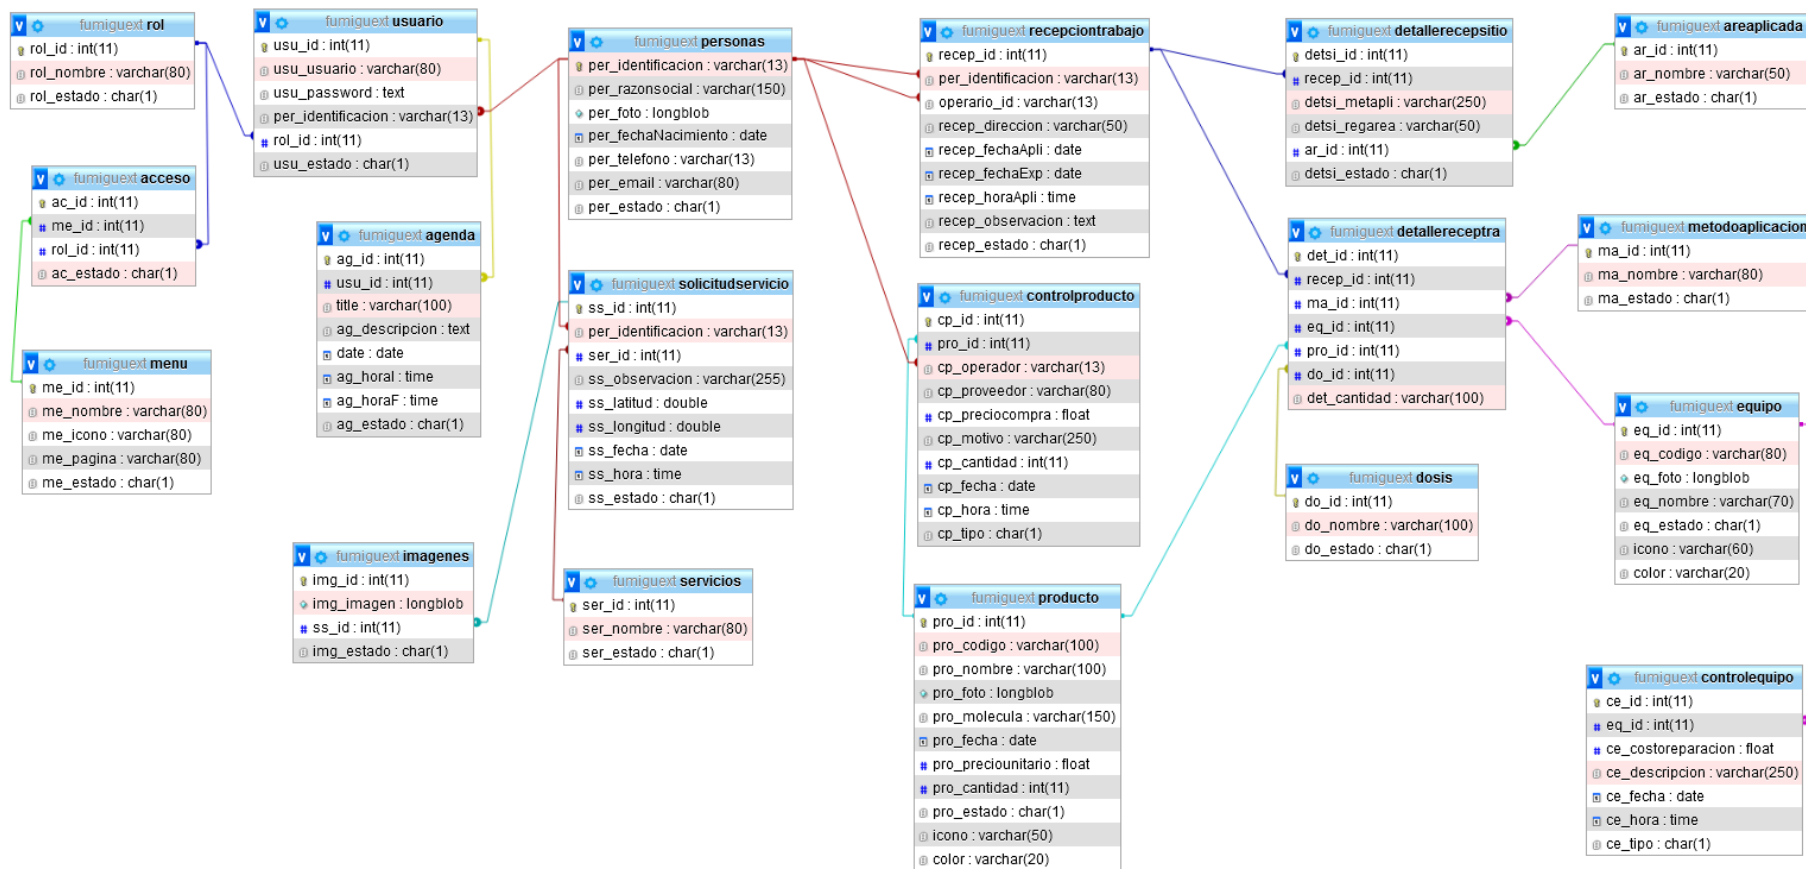 fumiguext rol
rol_id : int(11)
rol_nombre : varchar(80)
rol_estado : char(1)
fumiguext usuario
usu_id : int(11)
usu_usuario : varchar(80)
usu_password : text
per_identificacion : varchar(13)
rol_id : int(11)
usu_estado : char(1)
fumiguext personas
per_identificacion : varchar(13)
per_razonsocial : varchar(150)
per_foto : longblob
per_fechaNacimiento : date
per_telefono : varchar(13)
per_email : varchar(80)
per_estado : char(1)
fumiguext recepciontrabajo
recep_id : int(11)
per_identificacion : varchar(13)
operario_id : varchar(13)
recep_direccion : varchar(50)
recep_fechaApli : date
recep_fechaExp : date
recep_horaApli : time
recep_observacion : text
recep_estado : char(1)
fumiguext detallerecepsitio
detsi_id : int(11)
recep_id : int(11)
detsi_metapli : varchar(250)
detsi_regarea : varchar(50)
ar_id : int(11)
detsi_estado : char(1)
fumiguext areaplicada
ar_id : int(11)
ar_nombre : varchar(50)
ar_estado : char(1)
fumiguext acceso
ac_id : int(11)
me_id : int(11)
rol_id : int(11)
ac_estado : char(1)
fumiguext agenda
ag_id : int(11)
usu_id : int(11)
title : varchar(100)
ag_descripcion : text
date : date
ag_horaI : time
ag_horaF : time
ag_estado : char(1)
fumiguext solicitudservicio
ss_id : int(11)
per_identificacion : varchar(13)
ser_id : int(11)
ss_observacion : varchar(255)
ss_latitud : double
ss_longitud : double
ss_fecha : date
ss_hora : time
ss_estado : char(1)
fumiguext controlproducto
cp_id : int(11)
pro_id : int(11)
cp_operador : varchar(13)
cp_proveedor : varchar(80)
cp_preciocompra : float
cp_motivo : varchar(250)
cp_cantidad : int(11)
cp_fecha : date
cp_hora : time
cp_tipo : char(1)
fumiguext detallereceptra
det_id : int(11)
recep_id : int(11)
ma_id : int(11)
eq_id : int(11)
pro_id : int(11)
do_id : int(11)
det_cantidad : varchar(100)
fumiguext metodoaplicacion
ma_id : int(11)
ma_nombre : varchar(80)
ma_estado : char(1)
fumiguext menu
me_id : int(11)
me_nombre : varchar(80)
me_icono : varchar(80)
me_pagina : varchar(80)
me_estado : char(1)
fumiguext equipo
eq_id : int(11)
eq_codigo : varchar(80)
eq_foto : longblob
eq_nombre : varchar(70)
eq_estado : char(1)
icono : varchar(60)
color : varchar(20)
fumiguext dosis
do_id : int(11)
do_nombre : varchar(100)
do_estado : char(1)
fumiguext imagenes
img_id : int(11)
img_imagen : longblob
ss_id : int(11)
img_estado : char(1)
fumiguext servicios
ser_id : int(11)
ser_nombre : varchar(80)
ser_estado : char(1)
fumiguext producto
pro_id : int(11)
pro_codigo : varchar(100)
pro_nombre : varchar(100)
pro_foto : longblob
pro_molecula : varchar(150)
pro_fecha : date
pro_preciounitario : float
pro_cantidad : int(11)
pro_estado : char(1)
icono : varchar(50)
color : varchar(20)
fumiguext controlequipo
ce_id : int(11)
eq_id : int(11)
ce_costoreparacion : float
ce_descripcion : varchar(250)
ce_fecha : date
ce_hora : time
ce_tipo : char(1)